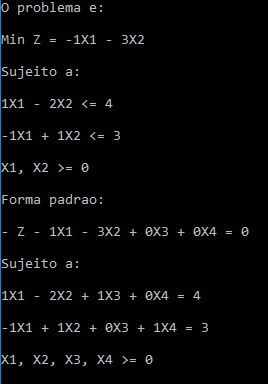 O problema e:
Min Z = -1X1 - 3X2
Sujeito a:
1X1 - 2X2 <= 4
-1X1 + 1X2 <= 3
X1, X2 >= 0
Forma padrao:
- Z - 1X1 - 3X2 + 0X3 + 0X4 = 0
Sujeito a:
1X1 - 2X2 + 1X3 + 0X4 = 4
-1X1 + 1X2 + 0X3 + 1X4 = 3
X1, X2, X3, X4 >= 0